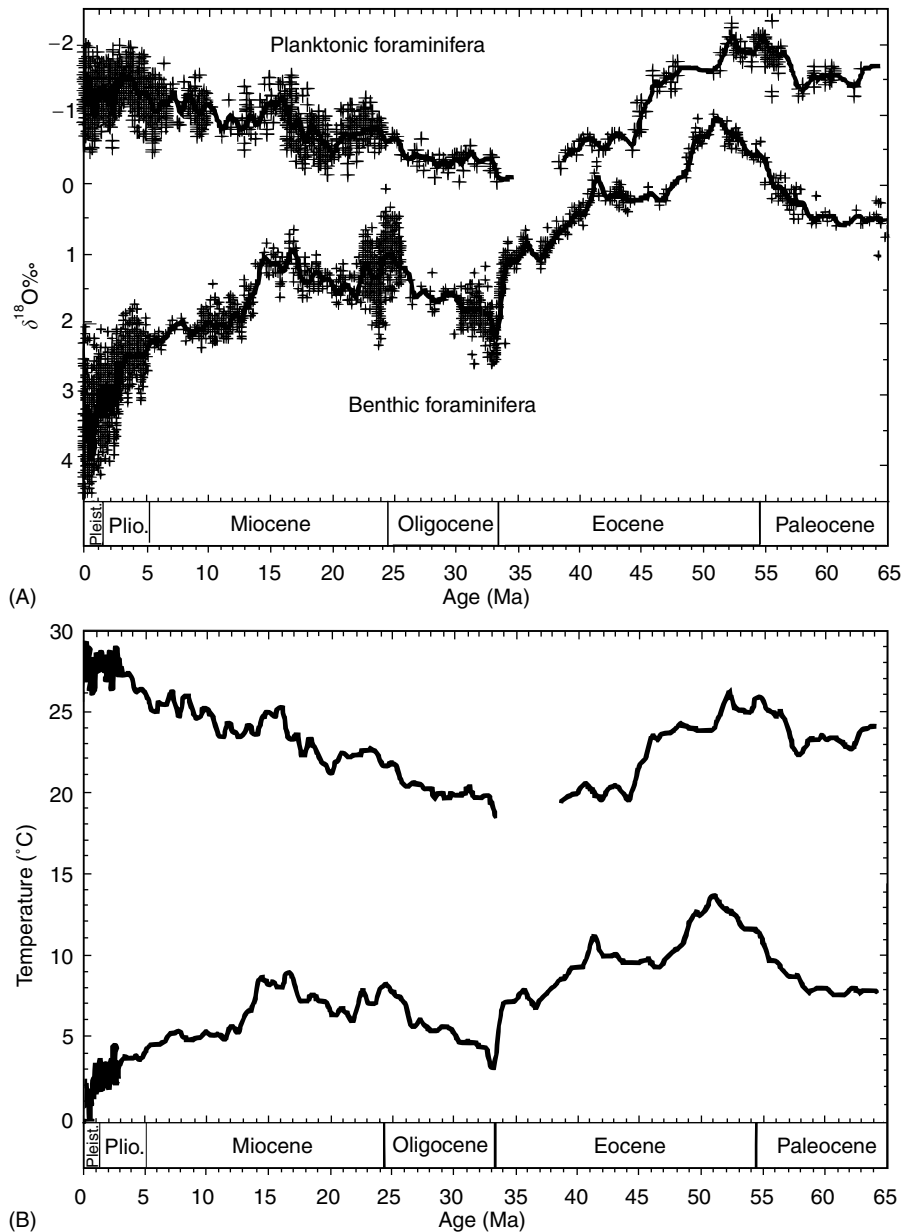 Planktonic foraminifera
−2
−1
0
1
2
3
4
δ18O‰
Benthic foraminifera
Pleist. Plio. Miocene Oligocene Eocene Paleocene
0 5 10 15 20 25 30 35 40 45 50 55 60 65
(A) Age (Ma)
30
25
20
15
10
5
0
Temperature (˚C)
Pleist. Plio. Miocene Oligocene Eocene Paleocene
0 5 10 15 20 25 30 35 40 45 50 55 60 65
(B) Age (Ma)